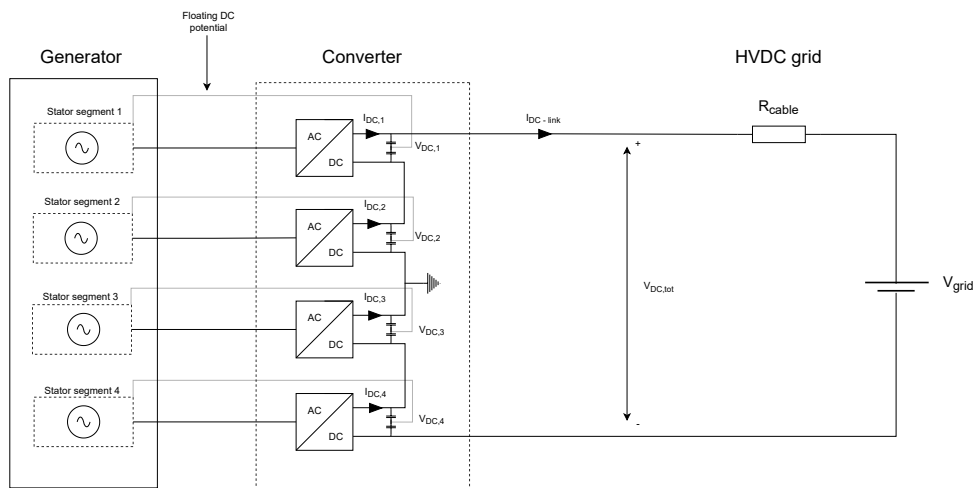 Floating DC
potential
Generator
Converter
HVDC grid
Stator segment 1
AC
DC
I_DC,1
V_DC,1
I_DC - link
R_cable
+
Stator segment 2
AC
DC
I_DC,2
V_DC,2
Stator segment 3
AC
DC
I_DC,3
V_DC,3
V_DC,tot
V_grid
Stator segment 4
AC
DC
I_DC,4
V_DC,4
-